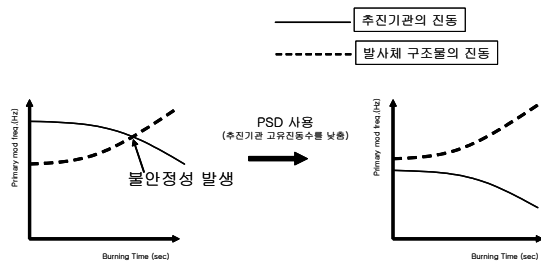 추진기관의 진동
발사체 구조물의 진동
Primary mod freq.(Hz)
불안정성 발생
Burning Time (sec)
PSD 사용
(추진기관 고유진동수를 낮춤)
Primary mod freq.(Hz)
Burning Time (sec)